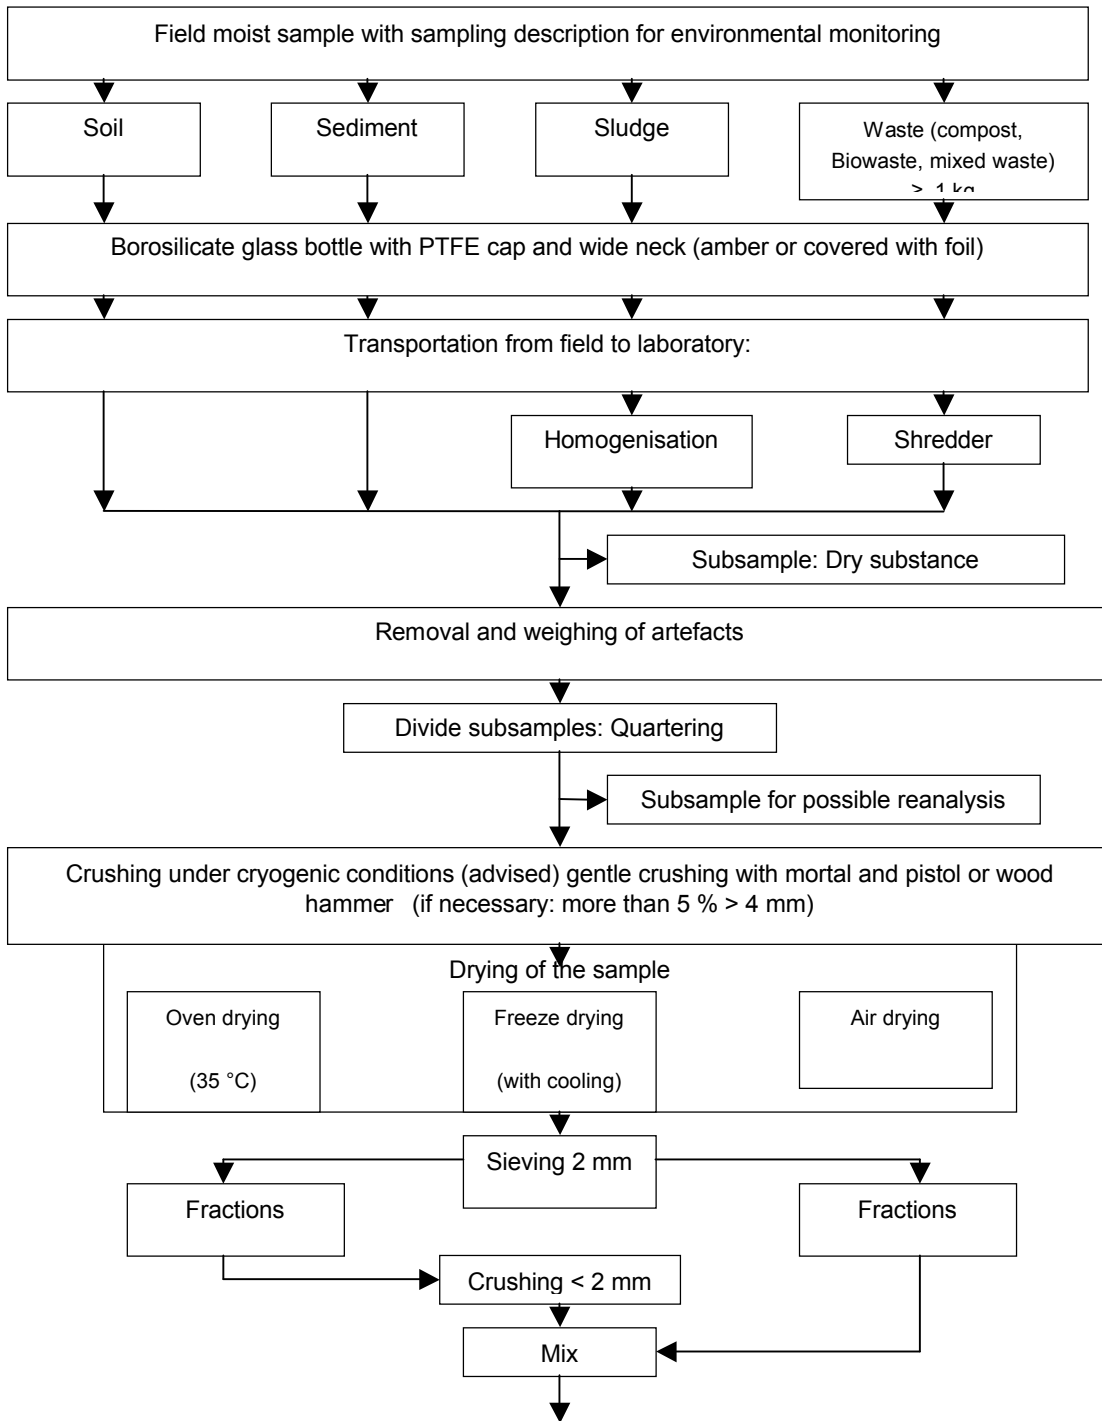 Field moist sample with sampling description for environmental monitoring
Soil
Sediment
Sludge
Waste (compost,
Biowaste, mixed waste)
> 1 kg
Borosilicate glass bottle with PTFE cap and wide neck (amber or covered with foil)
Transportation from field to laboratory:
Homogenisation
Shredder
Subsample: Dry substance
Removal and weighing of artefacts
Divide subsamples: Quartering
Subsample for possible reanalysis
Crushing under cryogenic conditions (advised) gentle crushing with mortal and pistol or wood
hammer (if necessary: more than 5 % > 4 mm)
Drying of the sample
Oven drying
(35 °C)
Freeze drying
(with cooling)
Air drying
Sieving 2 mm
Fractions
Fractions
Crushing < 2 mm
Mix